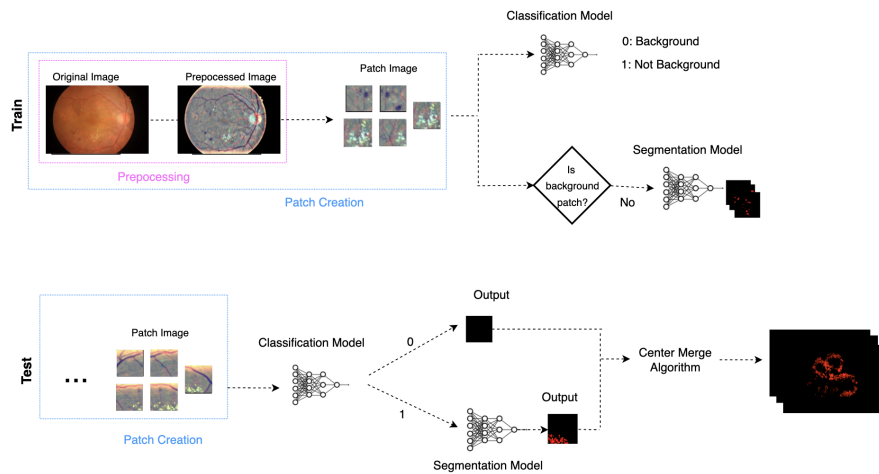 Train
Original Image
Prepocessed Image
Prepocessing
Patch Image
Patch Creation
Classification Model
0: Background
1: Not Background
Is
background
patch?
No
Segmentation Model
Test
...
Patch Image
Patch Creation
Classification Model
0
1
Output
Segmentation Model
Output
Center Merge
Algorithm